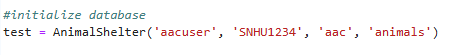 #initialize database
test = AnimalShelter('aacuser', 'SNHU1234', 'aac', 'animals')